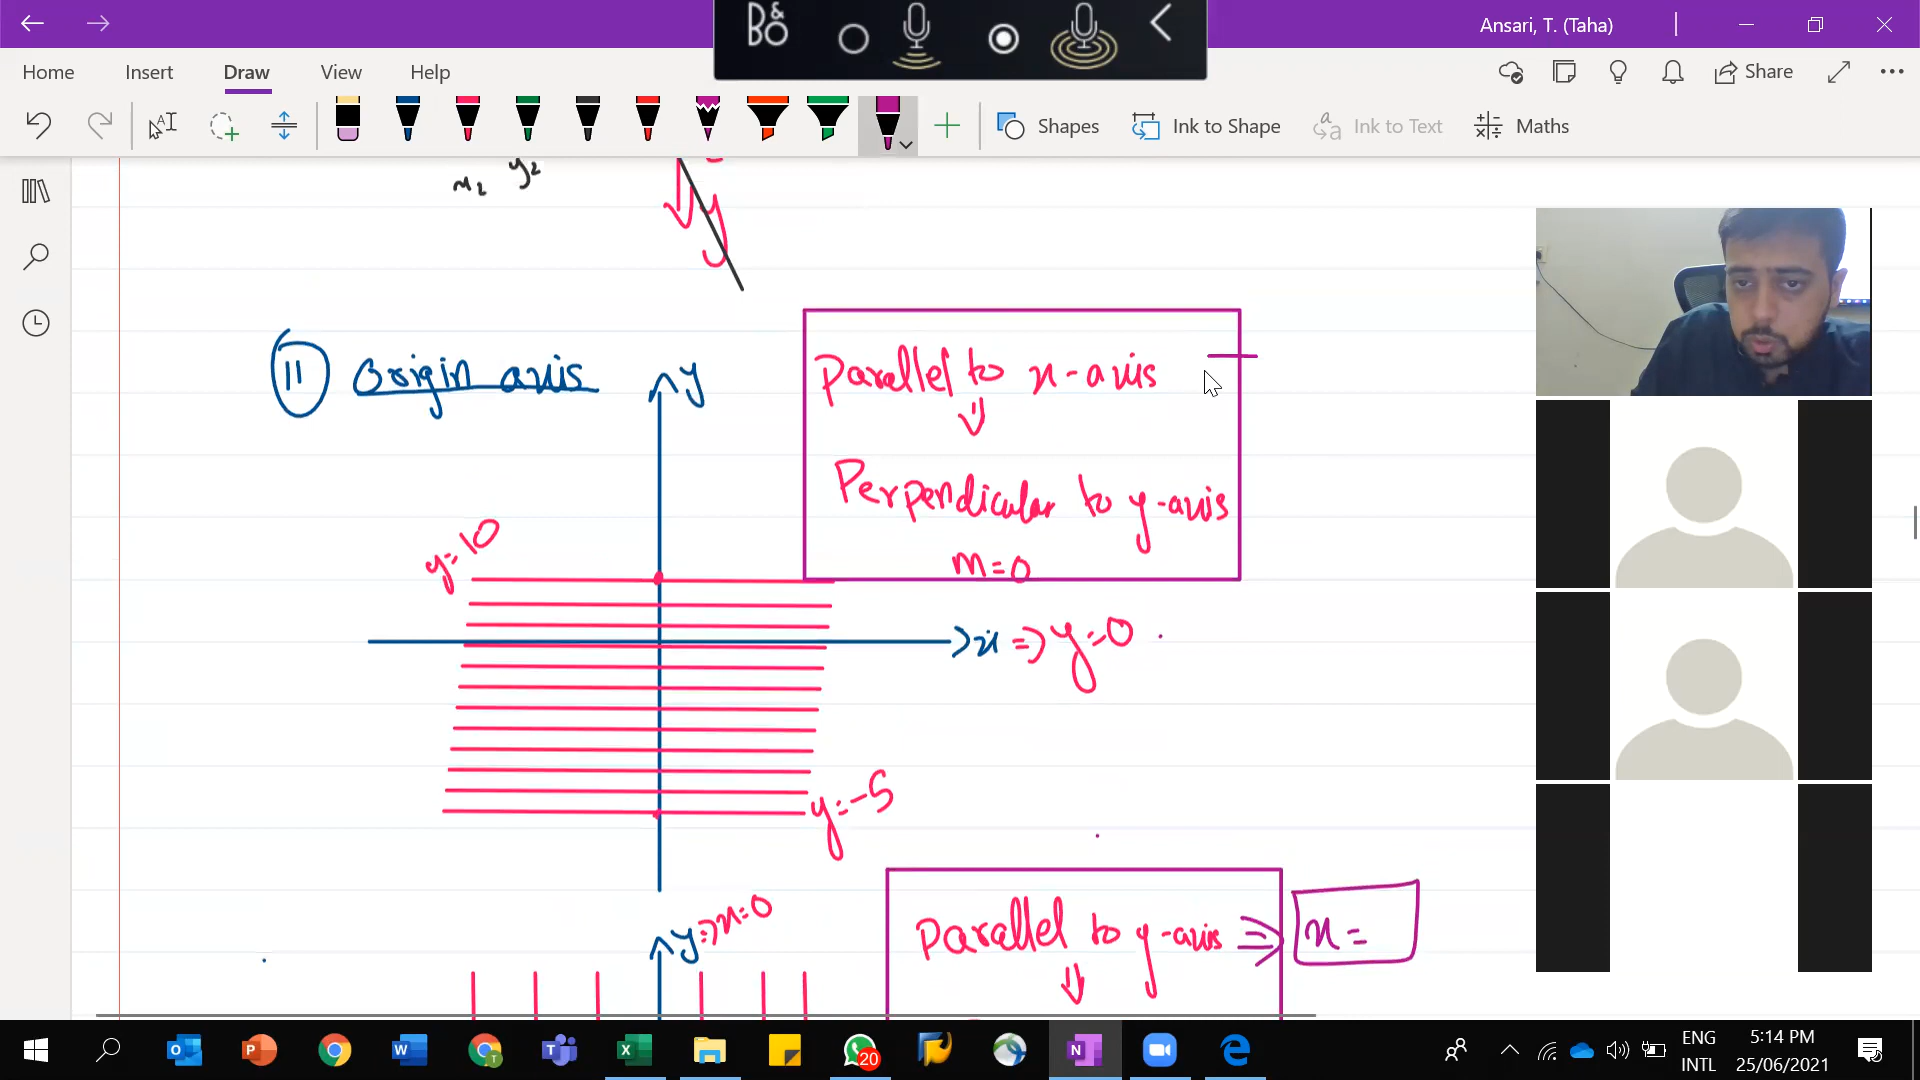 Ansari, T. (Taha)
B&O
Home Insert Draw View Help
Share
Shapes Ink to Shape Ink to Text Maths
x2 y2
y
11 Origin axis
y
Parallel to x-axis
Perpendicular to y-axis
m=0
y=10
x => y=0
y=-5
y => x=0
Parallel to y-axis => x=
20
ENG
INTL
5:14 PM
25/06/2021